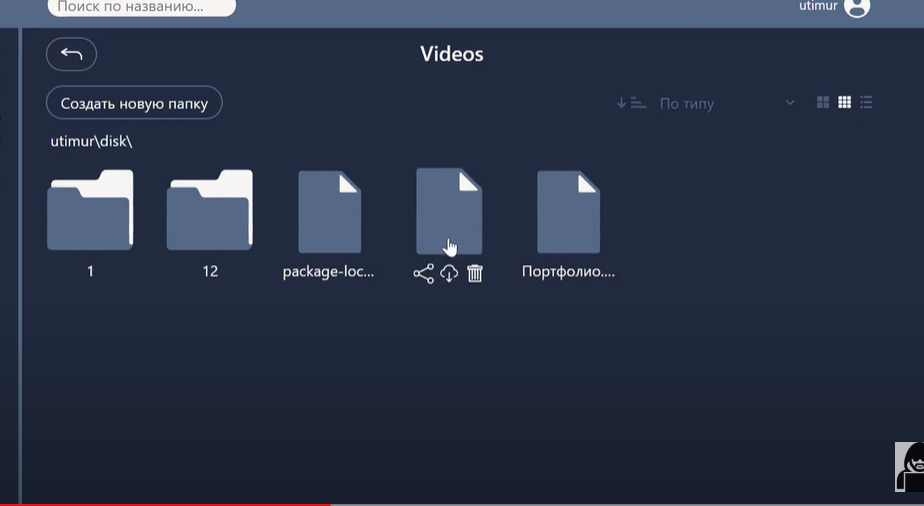 Поиск по названию...
utimur
Videos
Создать новую папку
По типу
utimur\disk\
1
12
package-loc...
Портфолио....